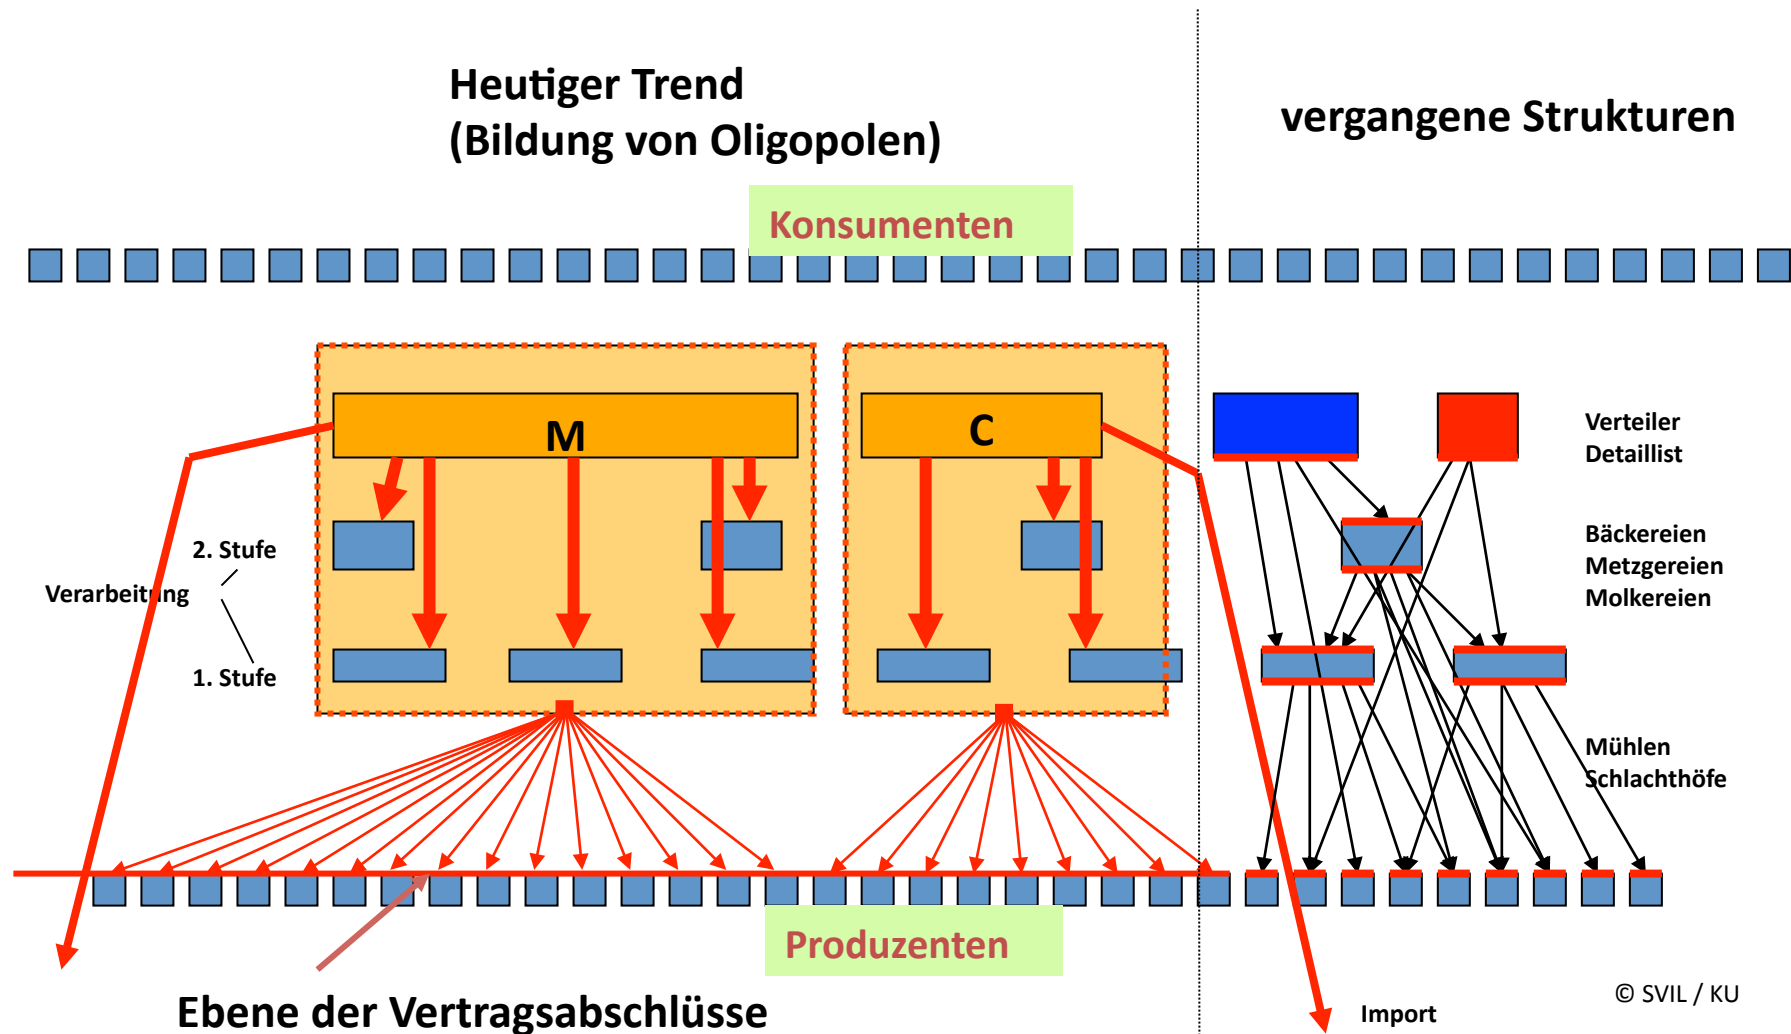 Heutiger Trend
(Bildung von Oligopolen)
vergangene Strukturen
Konsumenten
M
C
Verteiler
Detaillist
2. Stufe
Bäckereien
Metzgereien
Molkereien
Verarbeitung
1. Stufe
Mühlen
Schlachthöfe
Produzenten
Ebene der Vertragsabschlüsse
Import
© SVIL / KU